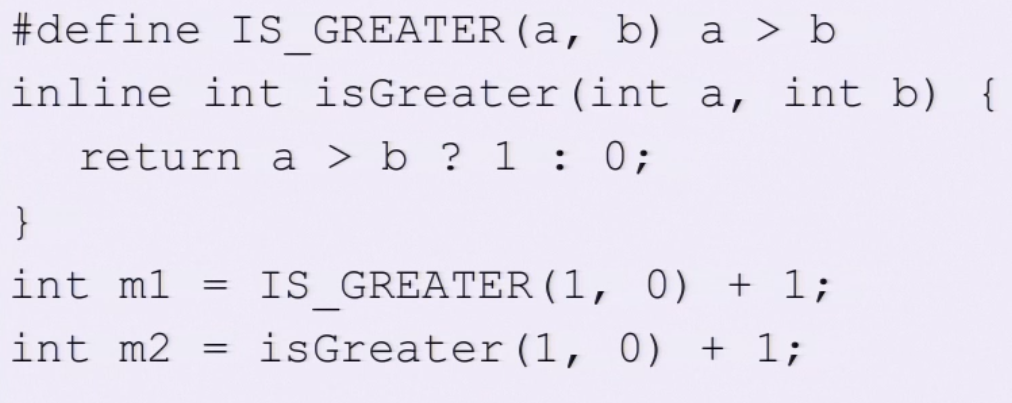 #define IS_GREATER(a, b) a > b
inline int isGreater(int a, int b) {
   return a > b ? 1 : 0;
}
int m1 = IS_GREATER(1, 0) + 1;
int m2 = isGreater(1, 0) + 1;